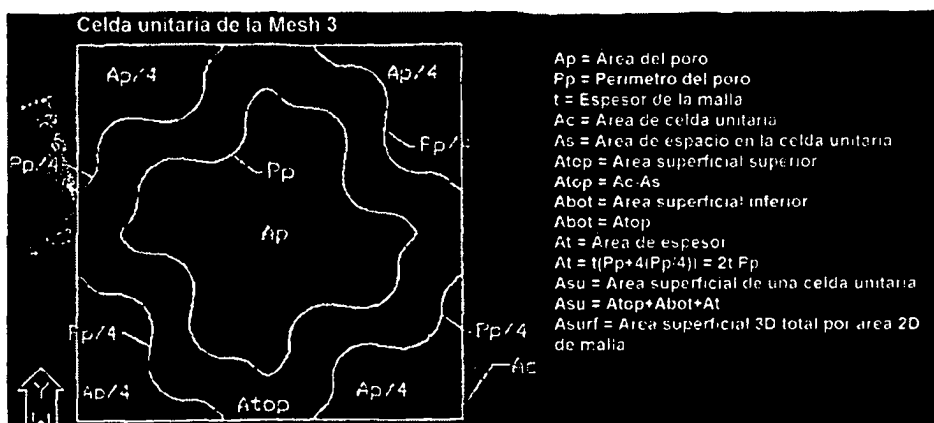 Celda unitaria de la Mesh 3
Ap/4
Ap/4
Pp/4
Pp/4
Pp
Ap
Pp/4
Pp/4
Ap/4
Atop
Ap/4
Ac
Y
Ap = Área del poro
Pp = Perimetro del poro
t = Espesor de la malla
Ac = Area de celda unitaria
As = Area de espacio en la celda unitaria
Atop = Area superficial superior
Atop = Ac-As
Abot = Area superficial inferior
Abot = Atop
At = Area de espesor
At = t(Pp+4(Pp/4)) = 2t Pp
Asu = Area superficial de una celda unitaria
Asu = Atop+Abot+At
Asurf = Area superficial 3D total por area 2D
de malla